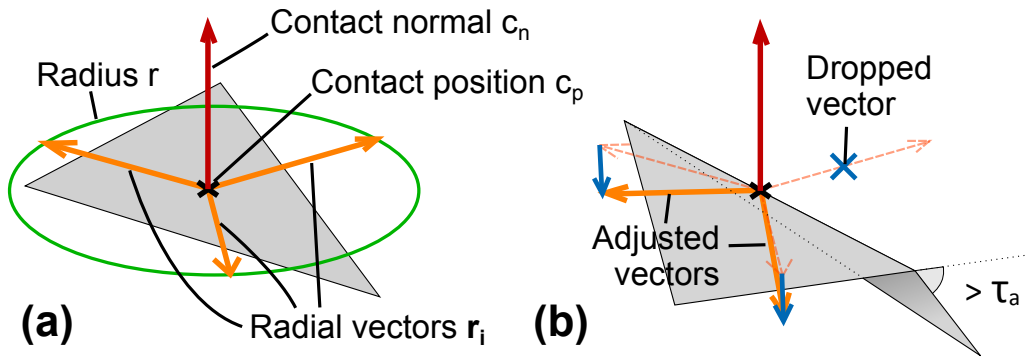 Contact normal cₙ
Radius r
Contact position cₚ
Radial vectors rᵢ
(a)
Dropped
vector
Adjusted
vectors
> τₐ
(b)